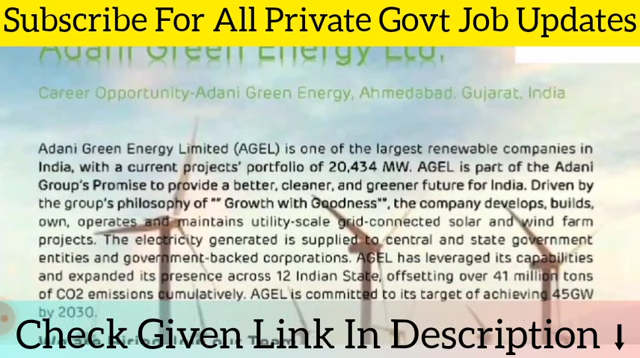 Subscribe For All Private Govt Job Updates
Adani Green Energy Ltd.
Career Opportunity-Adani Green Energy, Ahmedabad, Gujarat, India
Adani Green Energy Limited (AGEL) is one of the largest renewable companies in
India, with a current projects' portfolio of 20,434 MW. AGEL is part of the Adani
Group's Promise to provide a better, cleaner, and greener future for India. Driven by
the group's philosophy of "" Growth with Goodness"", the company develops, builds,
own, operates and maintains utility-scale grid-connected solar and wind farm
projects. The electricity generated is supplied to central and state government
entities and government-backed corporations. AGEL has leveraged its capabilities
and expanded its presence across 12 Indian State, offsetting over 41 million tons
of CO2 emissions cumulatively. AGEL is committed to its target of achieving 45GW
by 2030.
Check Given Link In Description ↓